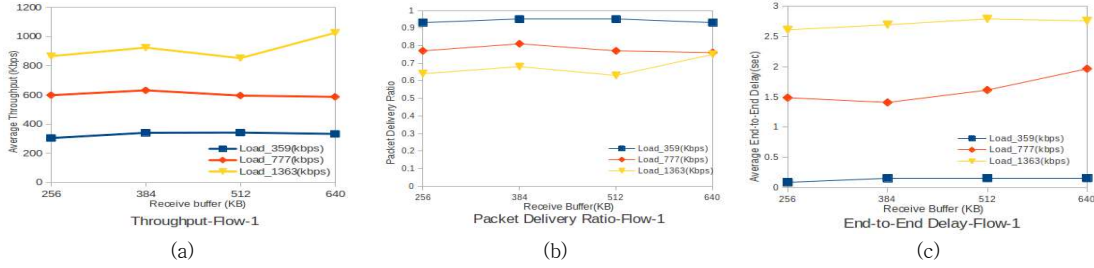 1200
1000
800
600
400
200
0
Average Throughput (Kbps)
Load_359(kbps)
Load_777(kbps)
Load_1363(kbps)
256 384 512 640
Receive buffer (KB)
Throughput-Flow-1
(a)
1
0.9
0.8
0.7
0.6
0.5
0.4
0.3
0.2
0.1
0
Packet Delivery Ratio
Load_359(Kbps)
Load_777(Kbps)
Load_1363(Kbps)
256 384 512 640
Receive Buffer (KB)
Packet Delivery Ratio-Flow-1
(b)
3
2.5
2
1.5
1
0.5
0
Average End-to-End Delay(sec)
Load_359(kbps)
Load_777(kbps)
Load_1363(kbps)
256 384 512 640
Receive Buffer(KB)
End-to-End Delay-Flow-1
(c)